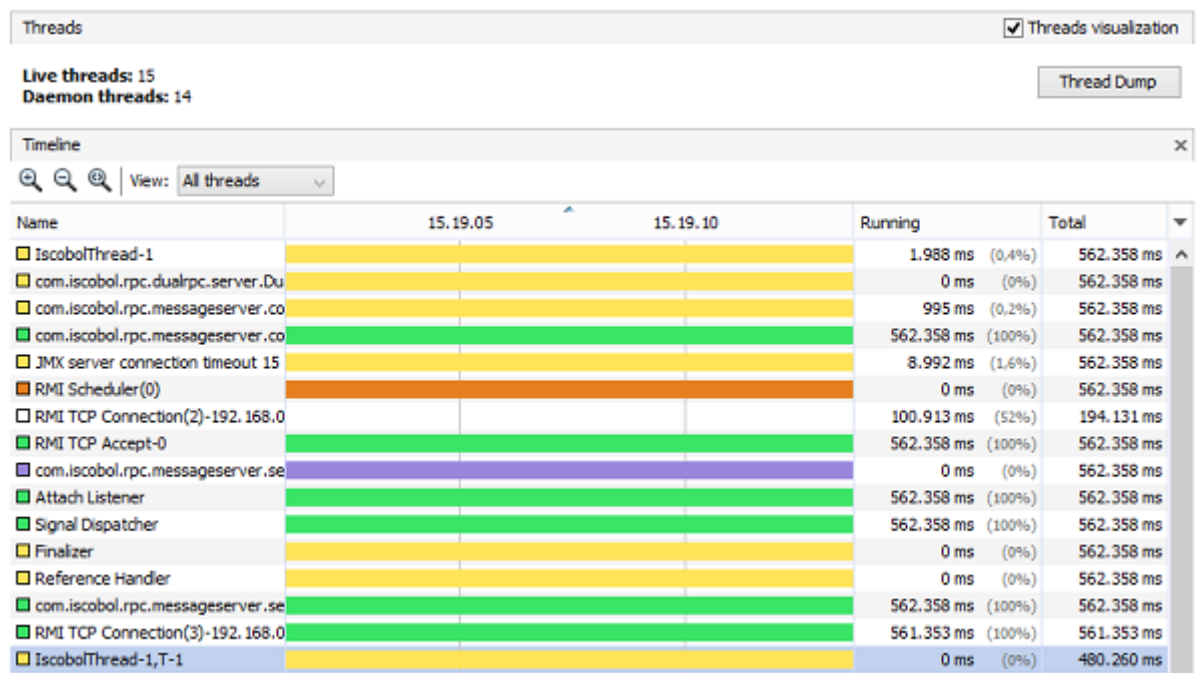 Threads Threads visualization
Live threads: 15
Daemon threads: 14
Thread Dump
Timeline
View: All threads
Name 15.19.05 15.19.10 Running Total
IscobolThread-1 1.988 ms (0,4%) 562.358 ms
com.iscobol.rpc.dualrpc.server.Du 0 ms (0%) 562.358 ms
com.iscobol.rpc.messageserver.co 995 ms (0,2%) 562.358 ms
com.iscobol.rpc.messageserver.co 562.358 ms (100%) 562.358 ms
JMX server connection timeout 15 8.992 ms (1,6%) 562.358 ms
RMI Scheduler(0) 0 ms (0%) 562.358 ms
RMI TCP Connection(2)-192.168.0 100.913 ms (52%) 194.131 ms
RMI TCP Accept-0 562.358 ms (100%) 562.358 ms
com.iscobol.rpc.messageserver.se 0 ms (0%) 562.358 ms
Attach Listener 562.358 ms (100%) 562.358 ms
Signal Dispatcher 562.358 ms (100%) 562.358 ms
Finalizer 0 ms (0%) 562.358 ms
Reference Handler 0 ms (0%) 562.358 ms
com.iscobol.rpc.messageserver.se 562.358 ms (100%) 562.358 ms
RMI TCP Connection(3)-192.168.0 561.353 ms (100%) 561.353 ms
IscobolThread-1,T-1 0 ms (0%) 480.260 ms